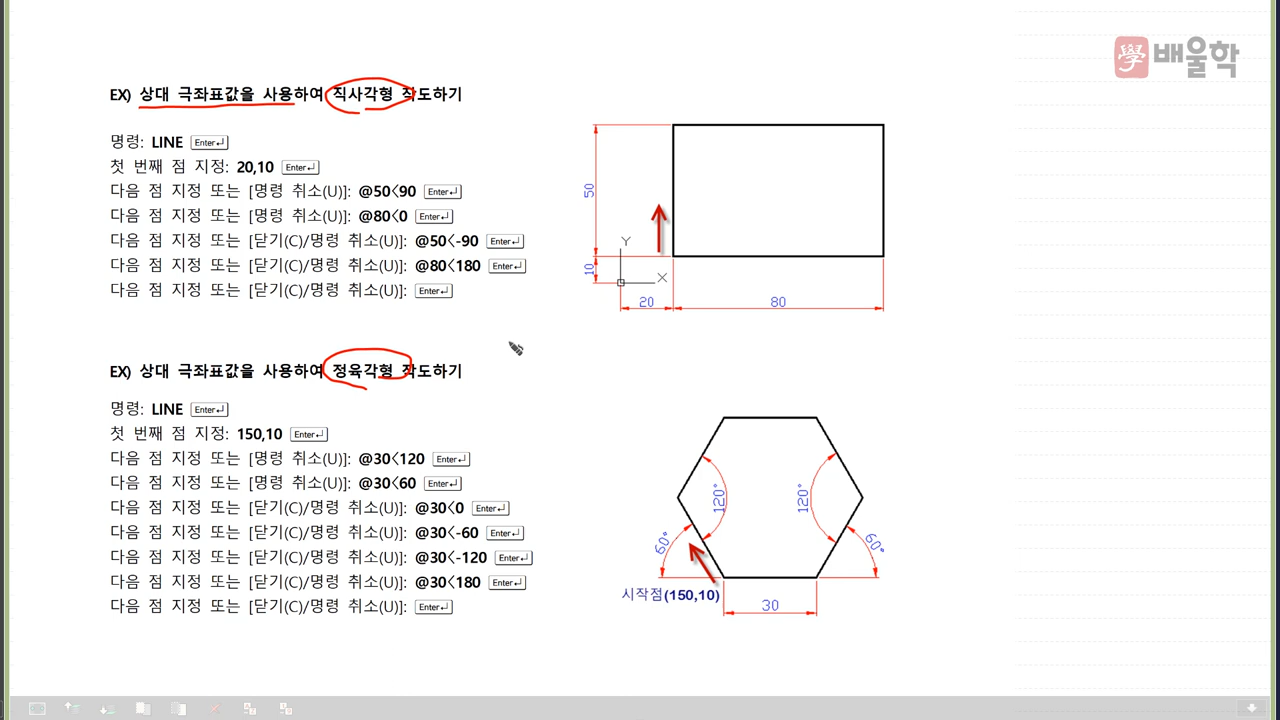 學 배울학
EX) 상대 극좌표값을 사용하여 직사각형 작도하기
명령: LINE Enter↵
첫 번째 점 지정: 20,10 Enter↵
다음 점 지정 또는 [명령 취소(U)]: @50<90 Enter↵
다음 점 지정 또는 [명령 취소(U)]: @80<0 Enter↵
다음 점 지정 또는 [닫기(C)/명령 취소(U)]: @50<-90 Enter↵
다음 점 지정 또는 [닫기(C)/명령 취소(U)]: @80<180 Enter↵
다음 점 지정 또는 [닫기(C)/명령 취소(U)]: Enter↵
50
Y
10
X
20
80
EX) 상대 극좌표값을 사용하여 정육각형 작도하기
명령: LINE Enter↵
첫 번째 점 지정: 150,10 Enter↵
다음 점 지정 또는 [명령 취소(U)]: @30<120 Enter↵
다음 점 지정 또는 [명령 취소(U)]: @30<60 Enter↵
다음 점 지정 또는 [닫기(C)/명령 취소(U)]: @30<0 Enter↵
다음 점 지정 또는 [닫기(C)/명령 취소(U)]: @30<-60 Enter↵
다음 점 지정 또는 [닫기(C)/명령 취소(U)]: @30<-120 Enter↵
다음 점 지정 또는 [닫기(C)/명령 취소(U)]: @30<180 Enter↵
다음 점 지정 또는 [닫기(C)/명령 취소(U)]: Enter↵
120°
120°
60°
60°
시작점(150,10)
30